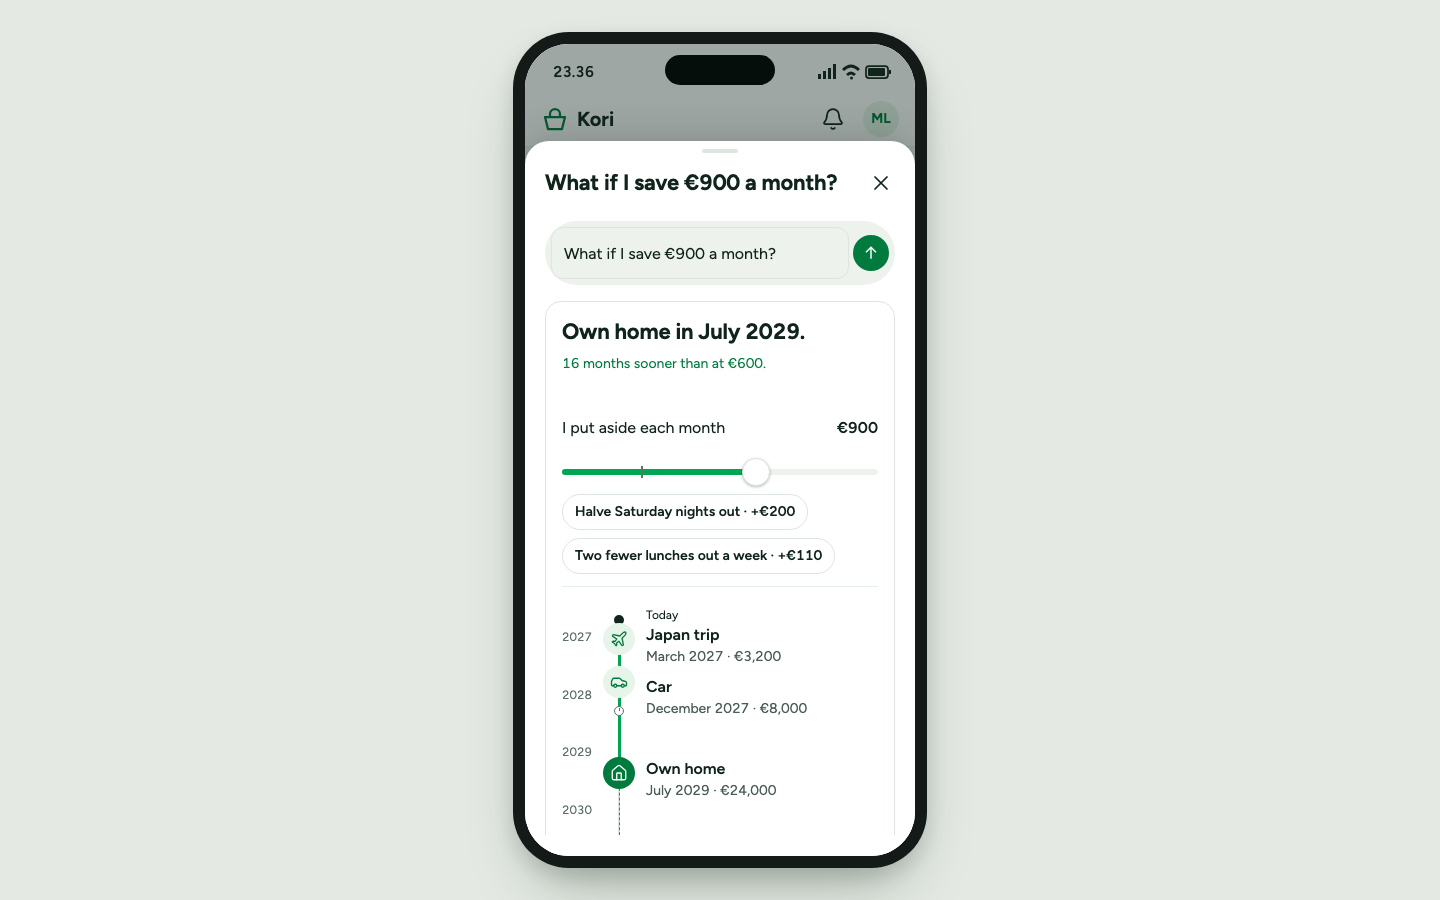 23.36
Kori
ML
What if I save €900 a month?
What if I save €900 a month?
Own home in July 2029.
16 months sooner than at €600.
I put aside each month €900
Halve Saturday nights out · +€200
Two fewer lunches out a week · +€110
Today
2027
Japan trip
March 2027 · €3,200
2028
Car
December 2027 · €8,000
2029
Own home
July 2029 · €24,000
2030